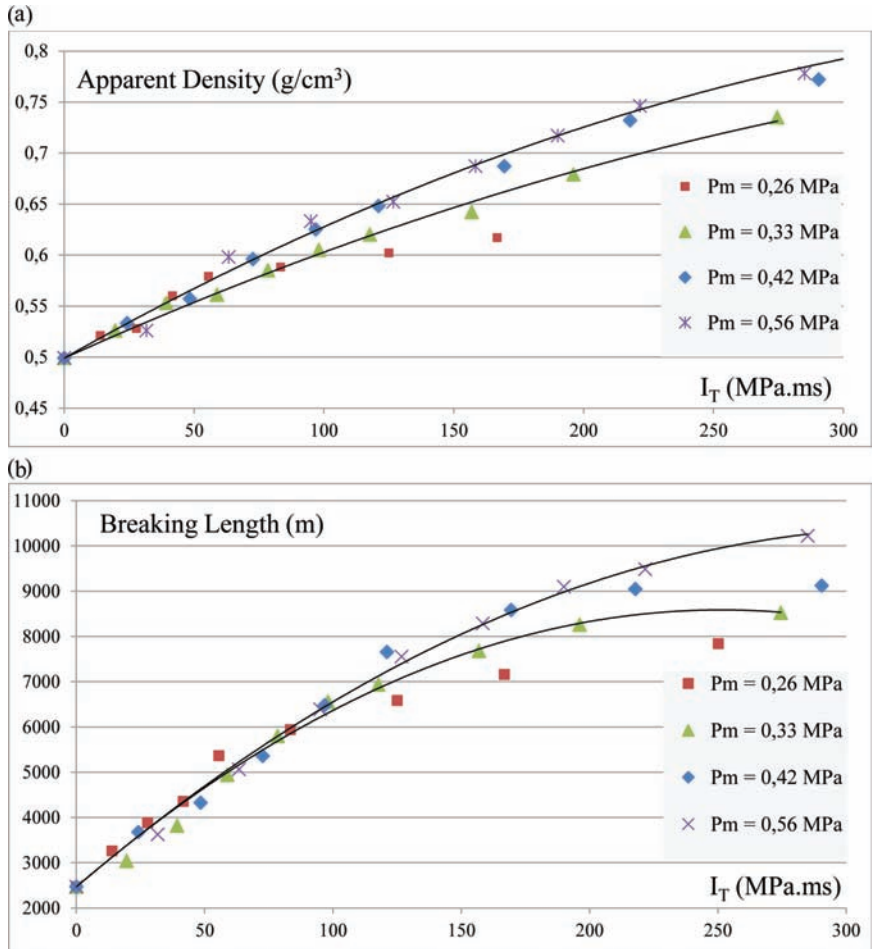 (a)
0,8
Apparent Density (g/cm³)
0,75
0,7
0,65
0,6
0,55
0,5
0,45
Pm = 0,26 MPa
Pm = 0,33 MPa
Pm = 0,42 MPa
Pm = 0,56 MPa
I_T (MPa.ms)
0 50 100 150 200 250 300
(b)
11000
Breaking Length (m)
10000
9000
8000
7000
6000
5000
4000
3000
2000
Pm = 0,26 MPa
Pm = 0,33 MPa
Pm = 0,42 MPa
Pm = 0,56 MPa
I_T (MPa.ms)
0 50 100 150 200 250 300